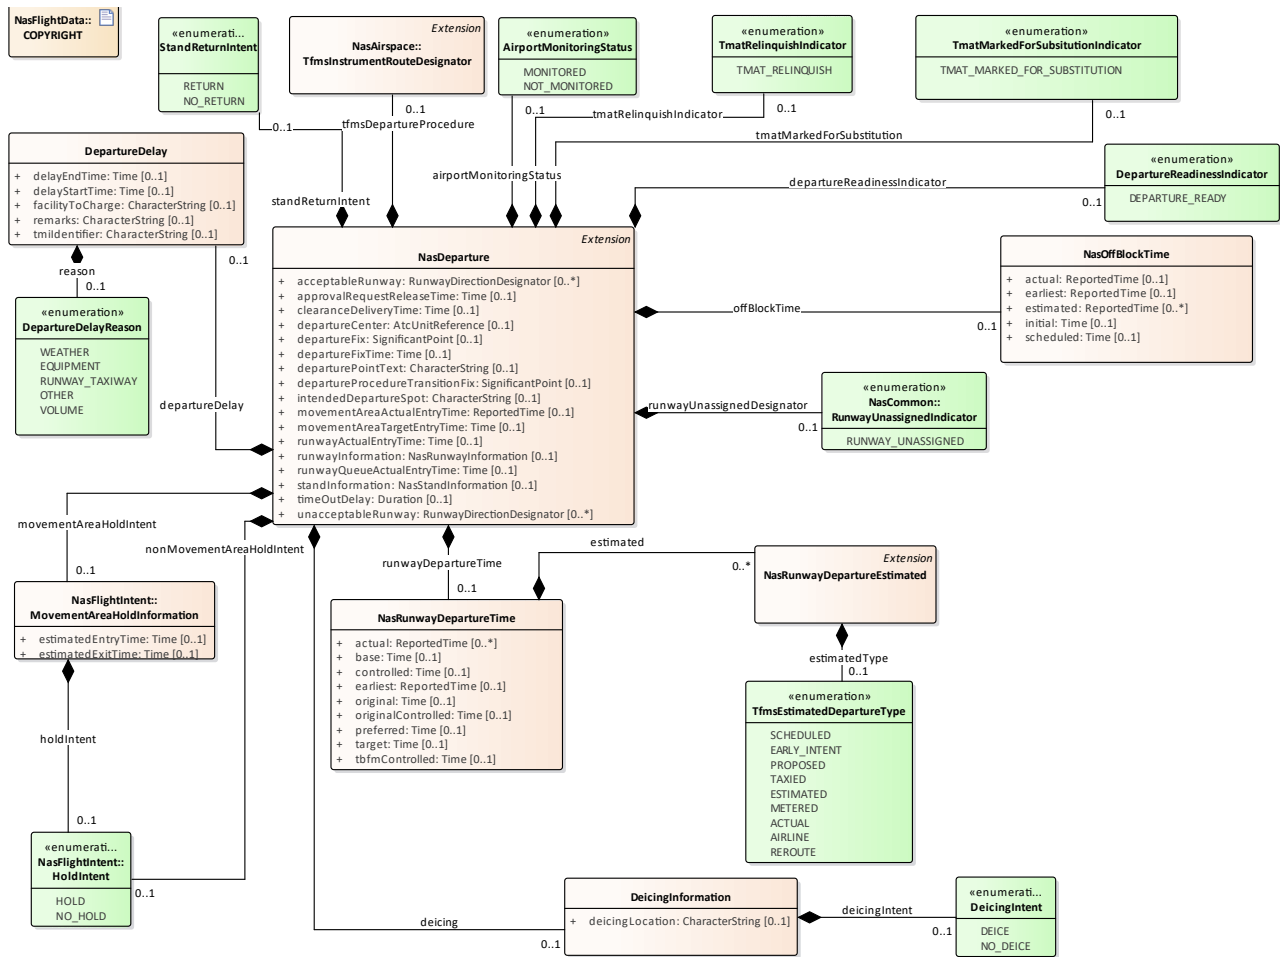 NasFlightData::
COPYRIGHT
«enumerati...
StandReturnIntent
RETURN
NO_RETURN
Extension
NasAirspace::
TfmsInstrumentRouteDesignator
«enumeration»
AirportMonitoringStatus
MONITORED
NOT_MONITORED
«enumeration»
TmatRelinquishIndicator
TMAT_RELINQUISH
«enumeration»
TmatMarkedForSubsitutionIndicator
TMAT_MARKED_FOR_SUBSTITUTION
0..1
tfmsDepartureProcedure
0..1
0..1
tmatRelinquishIndicator
0..1
0..1
tmatMarkedForSubstitution
airportMonitoringStatus
standReturnIntent
departureReadinessIndicator
0..1
«enumeration»
DepartureReadinessIndicator
DEPARTURE_READY
DepartureDelay
+ delayEndTime: Time [0..1]
+ delayStartTime: Time [0..1]
+ facilityToCharge: CharacterString [0..1]
+ remarks: CharacterString [0..1]
+ tmiIdentifier: CharacterString [0..1]
0..1
reason
0..1
«enumeration»
DepartureDelayReason
WEATHER
EQUIPMENT
RUNWAY_TAXIWAY
OTHER
VOLUME
departureDelay
Extension
NasDeparture
+ acceptableRunway: RunwayDirectionDesignator [0..*]
+ approvalRequestReleaseTime: Time [0..1]
+ clearanceDeliveryTime: Time [0..1]
+ departureCenter: AtcUnitReference [0..1]
+ departureFix: SignificantPoint [0..1]
+ departureFixTime: Time [0..1]
+ departurePointText: CharacterString [0..1]
+ departureProcedureTransitionFix: SignificantPoint [0..1]
+ intendedDepartureSpot: CharacterString [0..1]
+ movementAreaActualEntryTime: ReportedTime [0..1]
+ movementAreaTargetEntryTime: Time [0..1]
+ runwayActualEntryTime: Time [0..1]
+ runwayInformation: NasRunwayInformation [0..1]
+ runwayQueueActualEntryTime: Time [0..1]
+ standInformation: NasStandInformation [0..1]
+ timeOutDelay: Duration [0..1]
+ unacceptableRunway: RunwayDirectionDesignator [0..*]
offBlockTime
0..1
NasOffBlockTime
+ actual: ReportedTime [0..1]
+ earliest: ReportedTime [0..1]
+ estimated: ReportedTime [0..*]
+ initial: Time [0..1]
+ scheduled: Time [0..1]
runwayUnassignedDesignator
0..1
«enumeration»
NasCommon::
RunwayUnassignedIndicator
RUNWAY_UNASSIGNED
movementAreaHoldIntent
nonMovementAreaHoldIntent
0..1
NasFlightIntent::
MovementAreaHoldInformation
+ estimatedEntryTime: Time [0..1]
+ estimatedExitTime: Time [0..1]
holdIntent
0..1
«enumerati...
NasFlightIntent::
HoldIntent
HOLD
NO_HOLD
0..1
runwayDepartureTime
0..1
NasRunwayDepartureTime
+ actual: ReportedTime [0..*]
+ base: Time [0..1]
+ controlled: Time [0..1]
+ earliest: ReportedTime [0..1]
+ original: Time [0..1]
+ originalControlled: Time [0..1]
+ preferred: Time [0..1]
+ target: Time [0..1]
+ tbfmControlled: Time [0..1]
estimated
0..*
Extension
NasRunwayDepartureEstimated
estimatedType
0..1
«enumeration»
TfmsEstimatedDepartureType
SCHEDULED
EARLY_INTENT
PROPOSED
TAXIED
ESTIMATED
METERED
ACTUAL
AIRLINE
REROUTE
deicing
0..1
DeicingInformation
+ deicingLocation: CharacterString [0..1]
deicingIntent
0..1
«enumerati...
DeicingIntent
DEICE
NO_DEICE